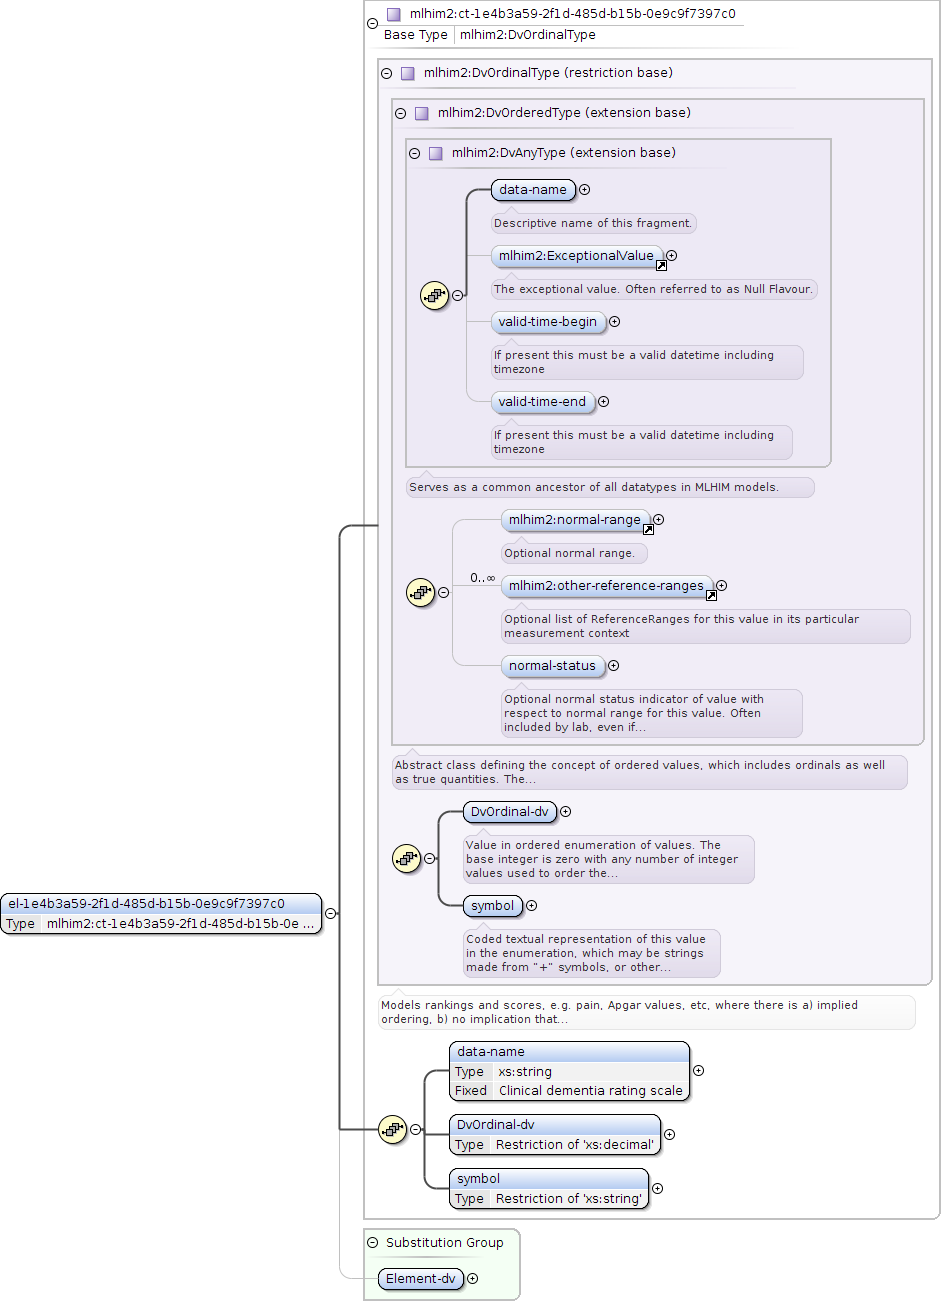 mlhim2:ct-1e4b3a59-2f1d-485d-b15b-0e9c9f7397c0
Base Type mlhim2:DvOrdinalType
mlhim2:DvOrdinalType (restriction base)
mlhim2:DvOrderedType (extension base)
mlhim2:DvAnyType (extension base)
data-name
Descriptive name of this fragment.
mlhim2:ExceptionalValue
The exceptional value. Often referred to as Null Flavour.
valid-time-begin
If present this must be a valid datetime including
timezone
valid-time-end
If present this must be a valid datetime including
timezone
Serves as a common ancestor of all datatypes in MLHIM models.
mlhim2:normal-range
Optional normal range.
0..∞
mlhim2:other-reference-ranges
Optional list of ReferenceRanges for this value in its particular
measurement context
normal-status
Optional normal status indicator of value with
respect to normal range for this value. Often
included by lab, even if...
Abstract class defining the concept of ordered values, which includes ordinals as well
as true quantities. The...
DvOrdinal-dv
Value in ordered enumeration of values. The
base integer is zero with any number of integer
values used to order the...
symbol
Coded textual representation of this value
in the enumeration, which may be strings
made from "+" symbols, or other...
el-1e4b3a59-2f1d-485d-b15b-0e9c9f7397c0
Type mlhim2:ct-1e4b3a59-2f1d-485d-b15b-0e ...
Models rankings and scores, e.g. pain, Apgar values, etc, where there is a) implied
ordering, b) no implication that...
data-name
Type xs:string
Fixed Clinical dementia rating scale
DvOrdinal-dv
Type Restriction of 'xs:decimal'
symbol
Type Restriction of 'xs:string'
Substitution Group
Element-dv